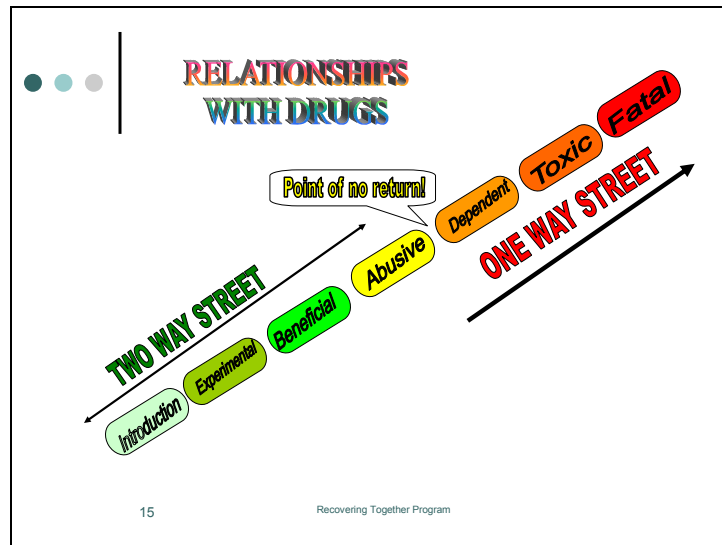 RELATIONSHIPS
WITH DRUGS
Point of no return!
TWO WAY STREET
ONE WAY STREET
Introduction
Experimental
Beneficial
Abusive
Dependent
Toxic
Fatal
15
Recovering Together Program